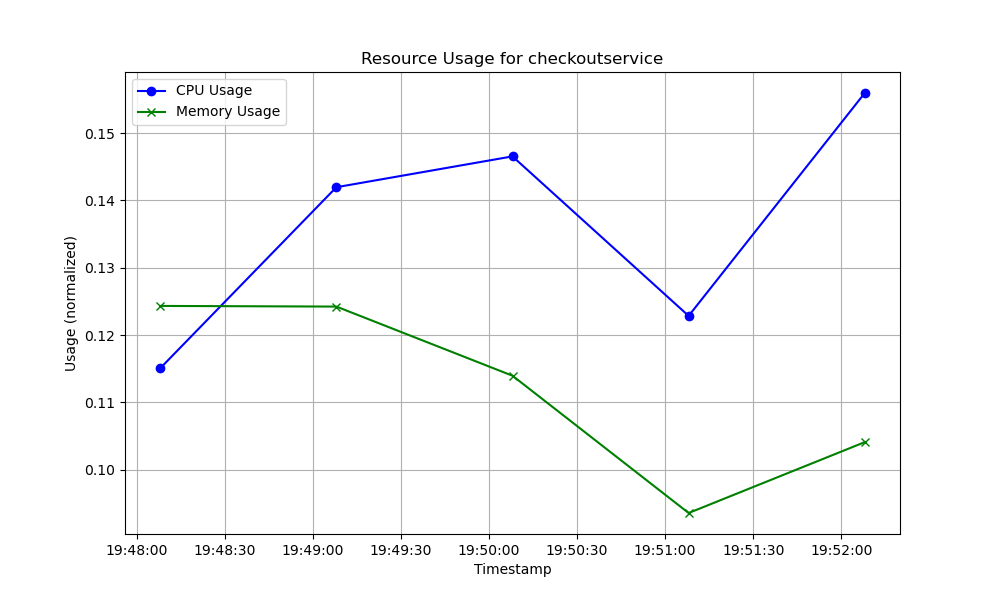 Resource Usage for checkoutservice
CPU Usage
Memory Usage
Usage (normalized)
0.15
0.14
0.13
0.12
0.11
0.10
19:48:00 19:48:30 19:49:00 19:49:30 19:50:00 19:50:30 19:51:00 19:51:30 19:52:00
Timestamp